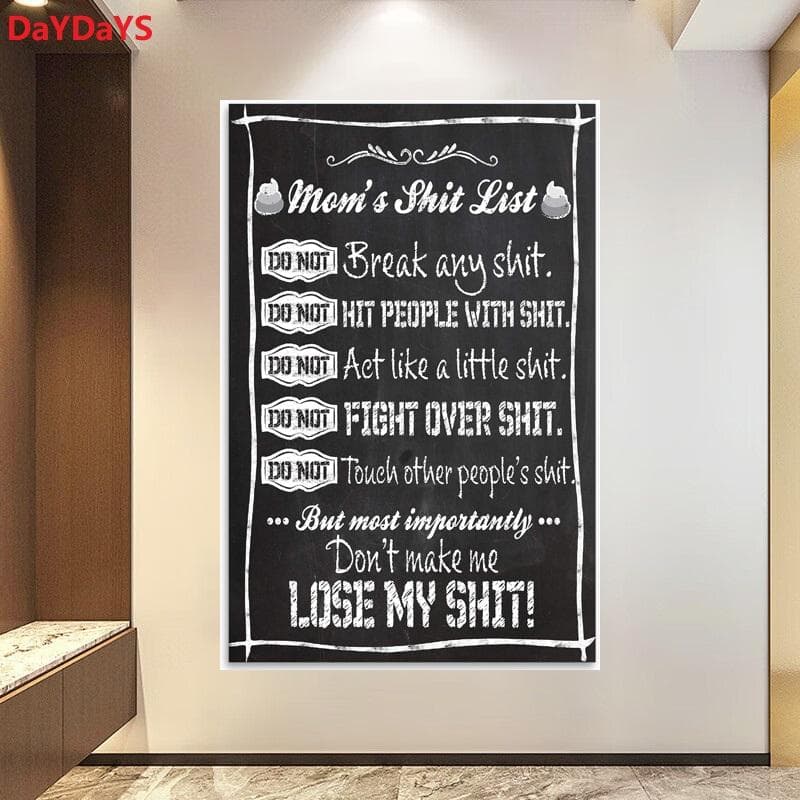 DaYDaYS
Mom's Shit List
DO NOT Break any shit.
DO NOT HIT PEOPLE WITH SHIT.
DO NOT Act like a little shit.
DO NOT FIGHT OVER SHIT.
DO NOT Touch other people's shit.
... But most importantly ...
Don't make me
LOSE MY SHIT!